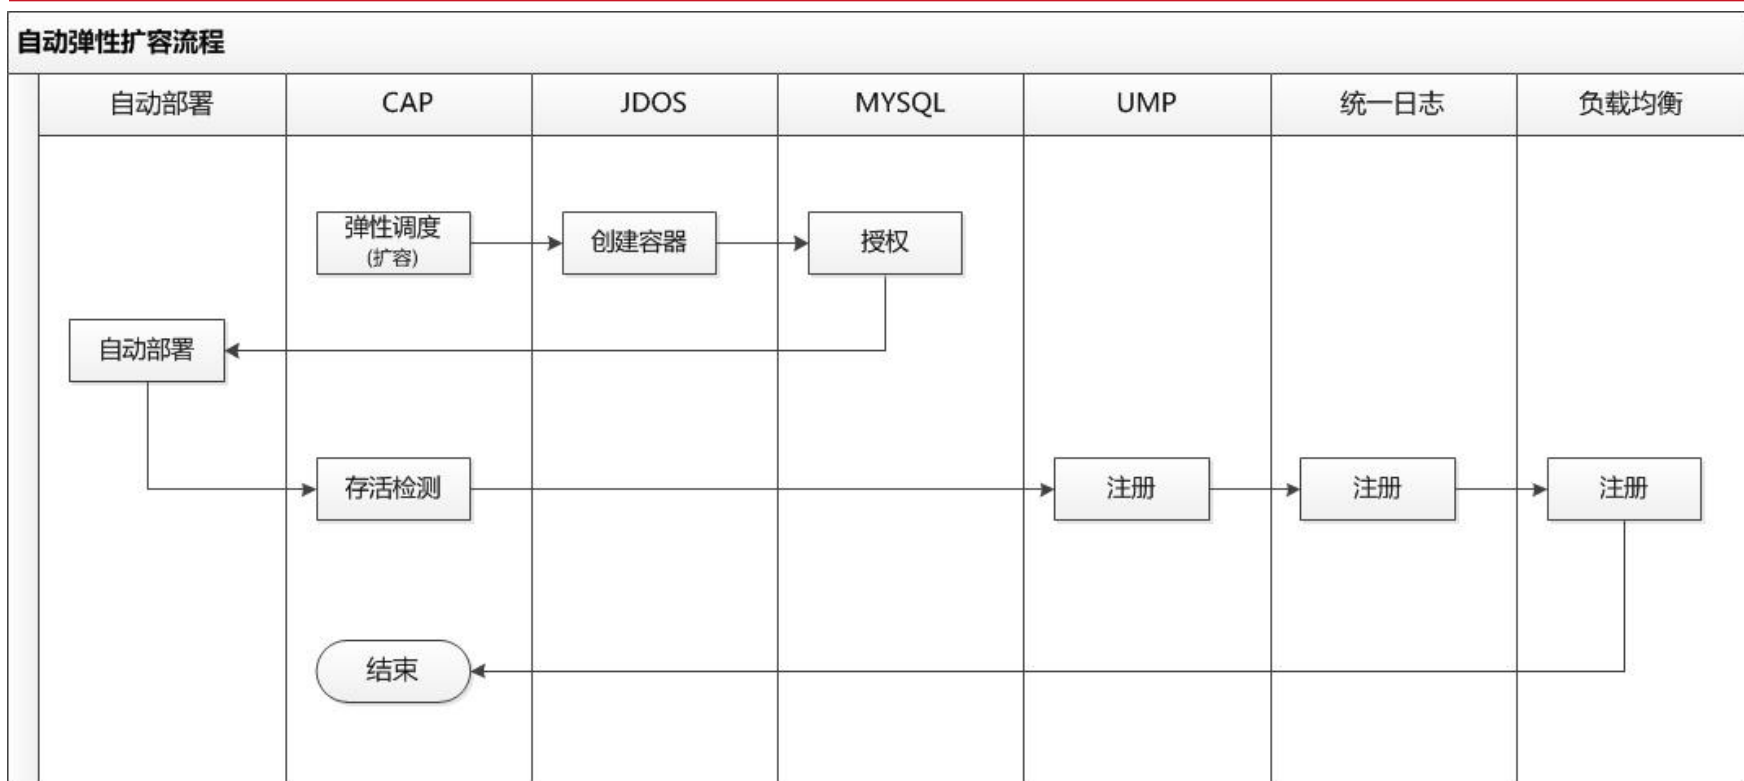 自动弹性扩容流程
自动部署
CAP
JDOS
MYSQL
UMP
统一日志
负载均衡
弹性调度
(扩容)
创建容器
授权
自动部署
存活检测
注册
注册
注册
结束